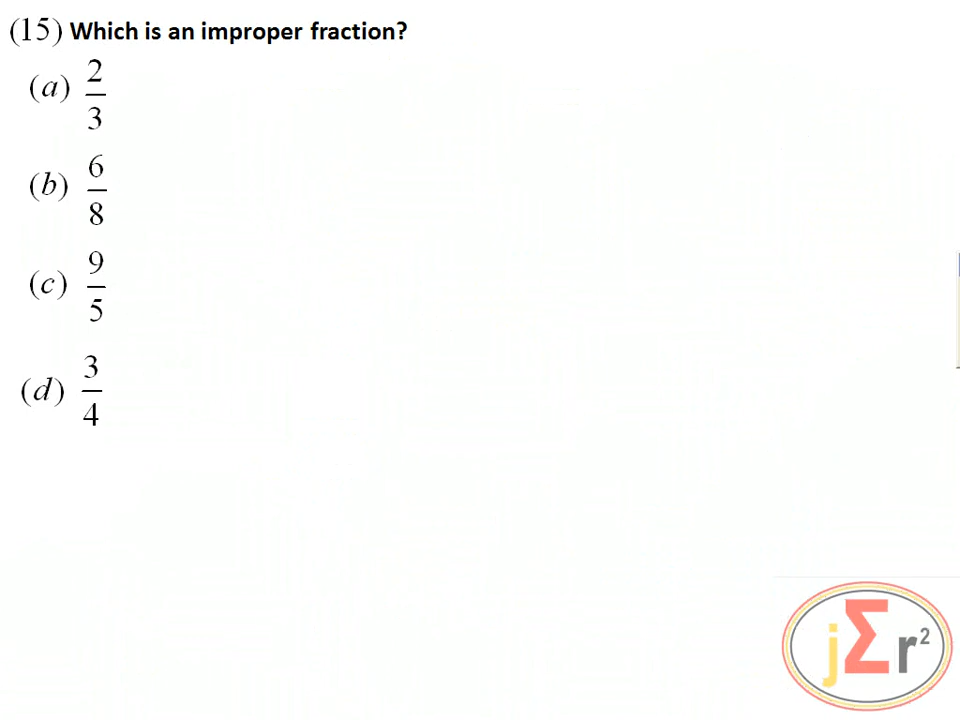 (15) Which is an improper fraction?
(a) 2/3
(b) 6/8
(c) 9/5
(d) 3/4
jΣr²